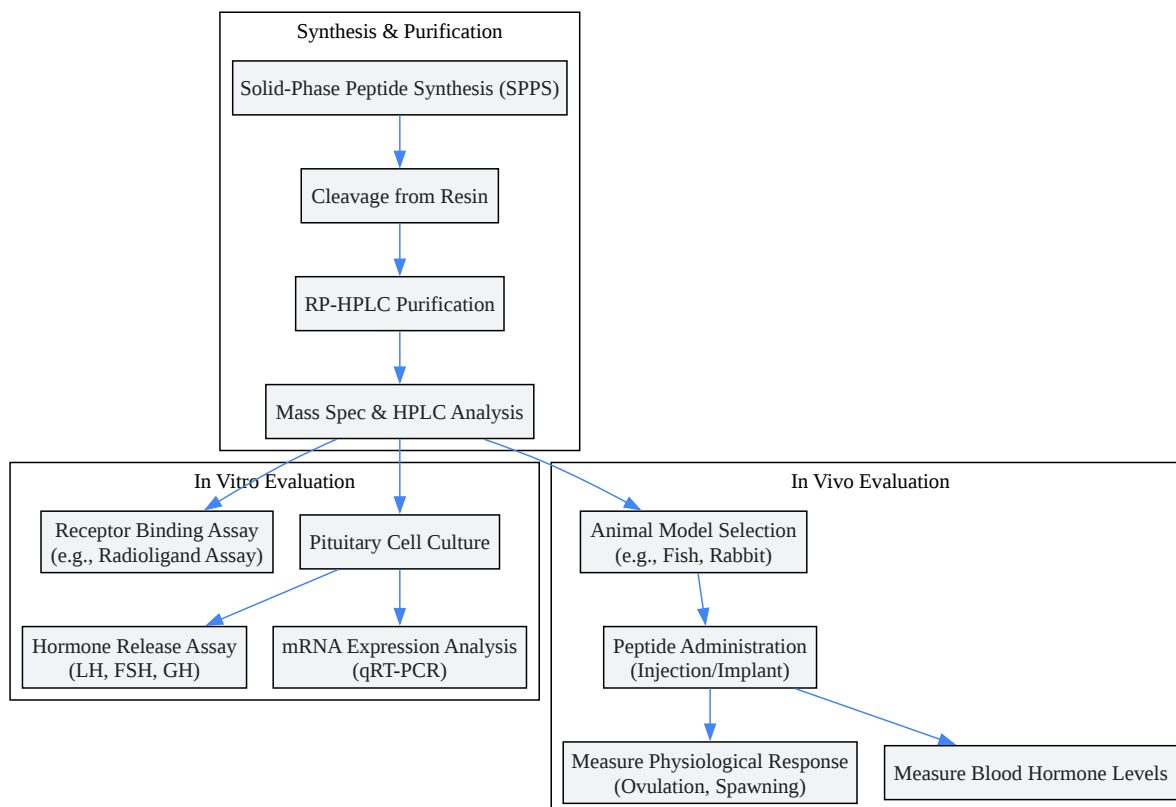 Synthesis & Purification
Solid-Phase Peptide Synthesis (SPPS)
Cleavage from Resin
RP-HPLC Purification
Mass Spec & HPLC Analysis
In Vitro Evaluation
Receptor Binding Assay
(e.g., Radioligand Assay)
Pituitary Cell Culture
Hormone Release Assay
(LH, FSH, GH)
mRNA Expression Analysis
(qRT-PCR)
In Vivo Evaluation
Animal Model Selection
(e.g., Fish, Rabbit)
Peptide Administration
(Injection/Implant)
Measure Physiological Response
(Ovulation, Spawning)
Measure Blood Hormone Levels